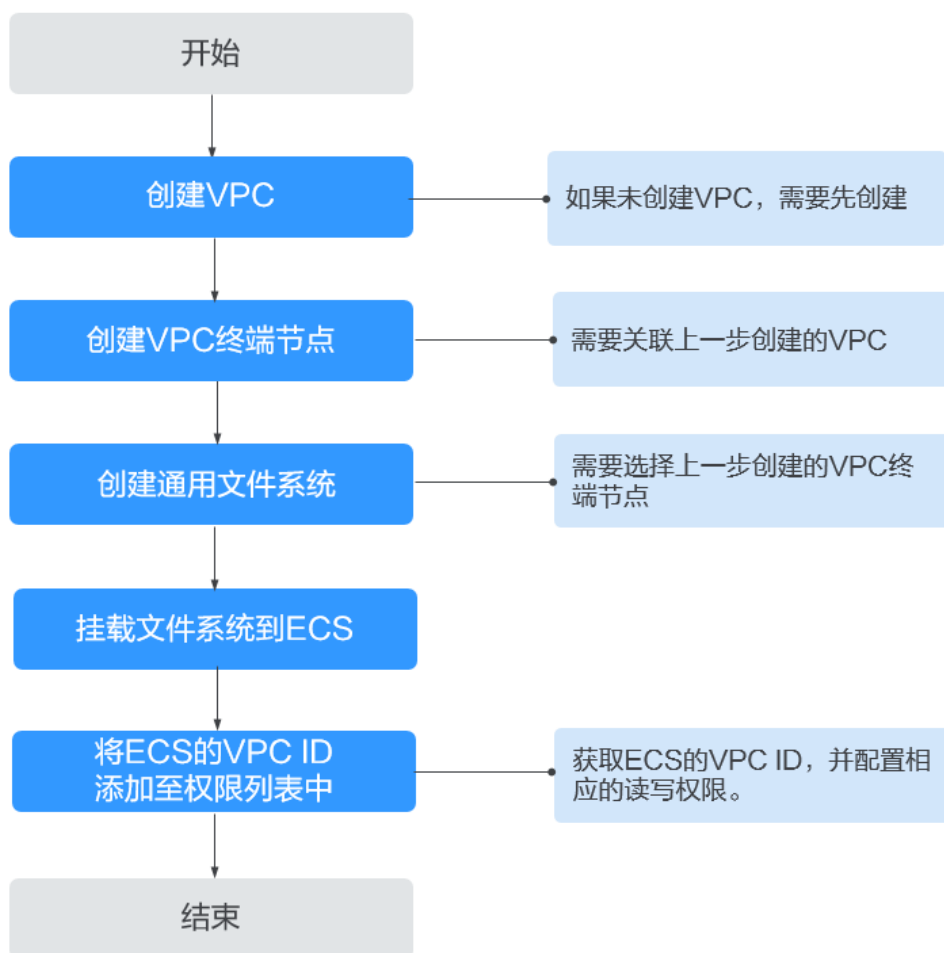 开始
创建VPC
如果未创建VPC，需要先创建
创建VPC终端节点
需要关联上一步创建的VPC
创建通用文件系统
需要选择上一步创建的VPC终
端节点
挂载文件系统到ECS
将ECS的VPC ID
添加至权限列表中
获取ECS的VPC ID，并配置相
应的读写权限。
结束